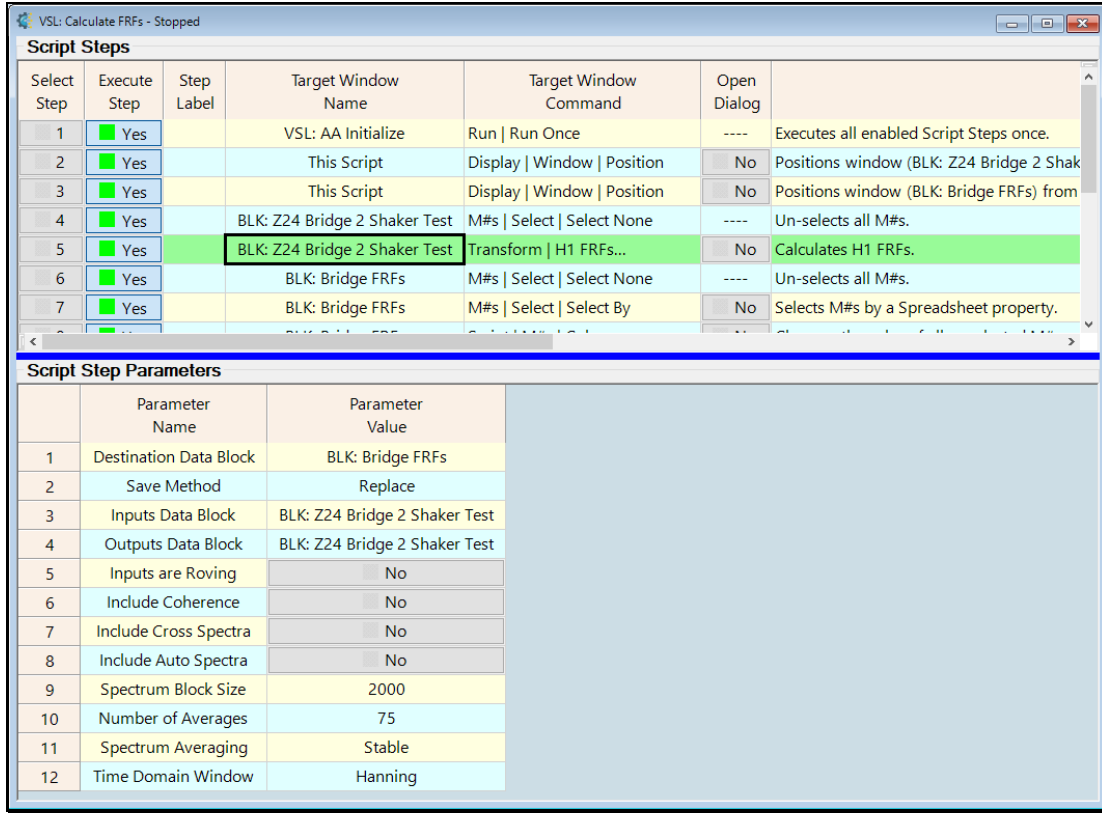 VSL: Calculate FRFs - Stopped
Script Steps
Select Step Execute Step Step Label Target Window Name Target Window Command Open Dialog
1 Yes VSL: AA Initialize Run | Run Once ---- Executes all enabled Script Steps once.
2 Yes This Script Display | Window | Position No Positions window (BLK: Z24 Bridge 2 Shak
3 Yes This Script Display | Window | Position No Positions window (BLK: Bridge FRFs) from
4 Yes BLK: Z24 Bridge 2 Shaker Test M#s | Select | Select None ---- Un-selects all M#s.
5 Yes BLK: Z24 Bridge 2 Shaker Test Transform | H1 FRFs... No Calculates H1 FRFs.
6 Yes BLK: Bridge FRFs M#s | Select | Select None ---- Un-selects all M#s.
7 Yes BLK: Bridge FRFs M#s | Select | Select By No Selects M#s by a Spreadsheet property.
Script Step Parameters
Parameter Name Parameter Value
1 Destination Data Block BLK: Bridge FRFs
2 Save Method Replace
3 Inputs Data Block BLK: Z24 Bridge 2 Shaker Test
4 Outputs Data Block BLK: Z24 Bridge 2 Shaker Test
5 Inputs are Roving No
6 Include Coherence No
7 Include Cross Spectra No
8 Include Auto Spectra No
9 Spectrum Block Size 2000
10 Number of Averages 75
11 Spectrum Averaging Stable
12 Time Domain Window Hanning